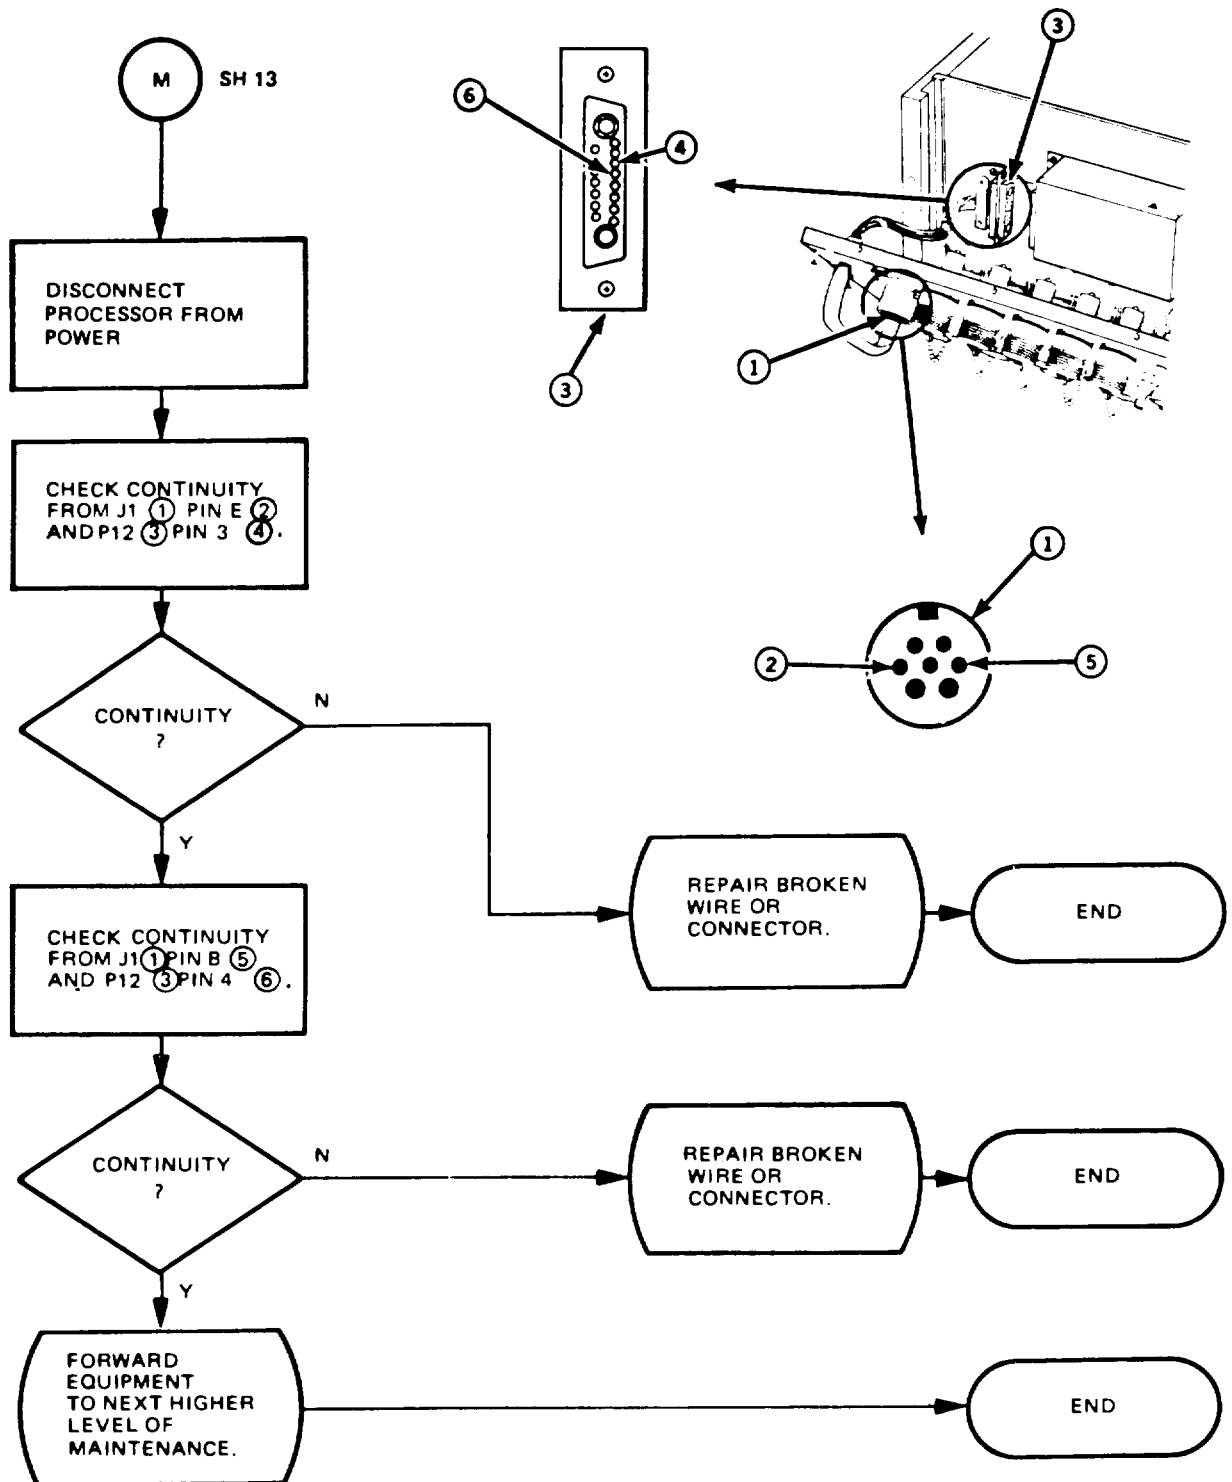 M
SH 13
DISCONNECT
PROCESSOR FROM
POWER
CHECK CONTINUITY
FROM J1 ① PIN E ②
AND P12 ③ PIN 3 ④.
CONTINUITY
?
N
Y
CHECK CONTINUITY
FROM J1 ① PIN B ⑤
AND P12 ③ PIN 4 ⑥.
CONTINUITY
?
N
Y
FORWARD
EQUIPMENT
TO NEXT HIGHER
LEVEL OF
MAINTENANCE.
REPAIR BROKEN
WIRE OR
CONNECTOR.
END
REPAIR BROKEN
WIRE OR
CONNECTOR.
END
END
⑥
④
③
③
①
①
②
⑤